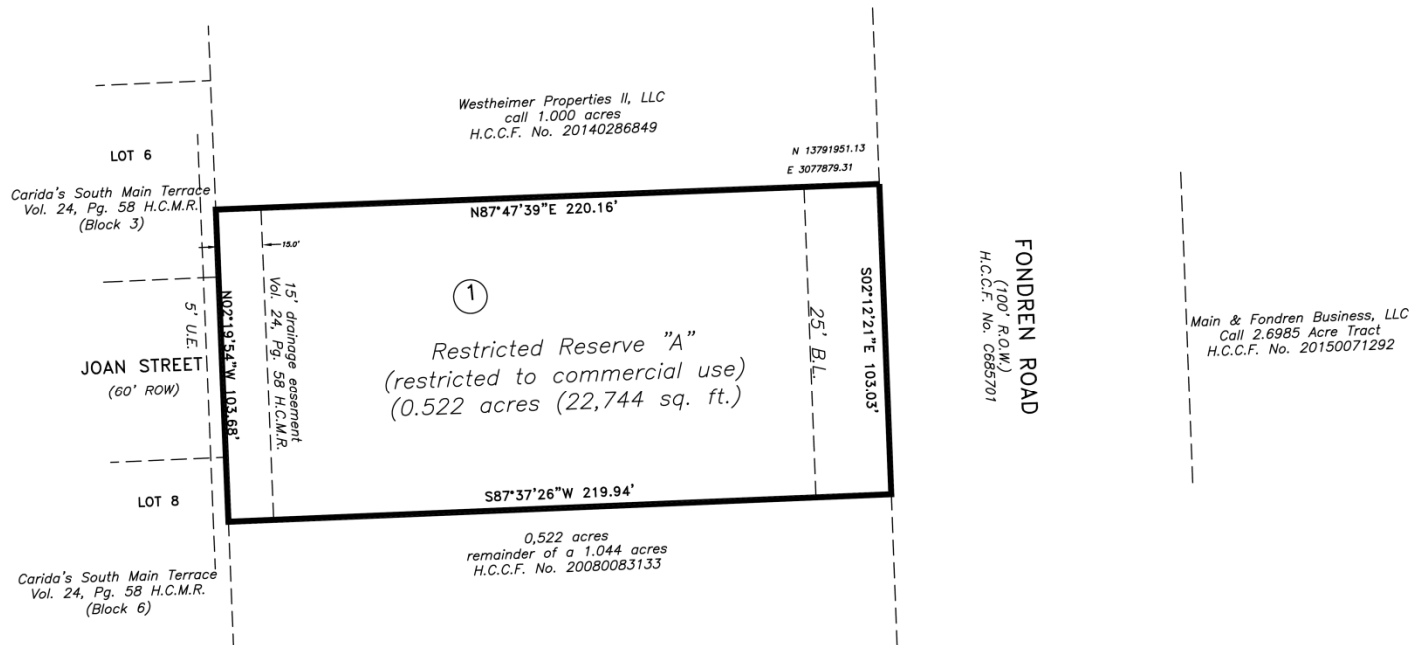 Westheimer Properties II, LLC
call 1.000 acres
H.C.C.F. No. 20140286849
N 13791951.13
E 3077879.31
LOT 6
Carida's South Main Terrace
Vol. 24, Pg. 58 H.C.M.R.
(Block 3)
N87°47'39"E 220.16'
15.0'
5' U.E.
JOAN STREET
(60' ROW)
N02°19'54"W 103.68'
15' drainage easement
Vol. 24, Pg. 58 H.C.M.R.
1
Restricted Reserve "A"
(restricted to commercial use)
(0.522 acres (22,744 sq. ft.)
25' B.L.
S02°12'21"E 103.03'
FONDREN ROAD
(100' R.O.W.)
H.C.C.F. No. C685701
Main & Fondren Business, LLC
Call 2.6985 Acre Tract
H.C.C.F. No. 20150071292
LOT 8
S87°37'26"W 219.94'
0,522 acres
remainder of a 1.044 acres
H.C.C.F. No. 20080083133
Carida's South Main Terrace
Vol. 24, Pg. 58 H.C.M.R.
(Block 6)